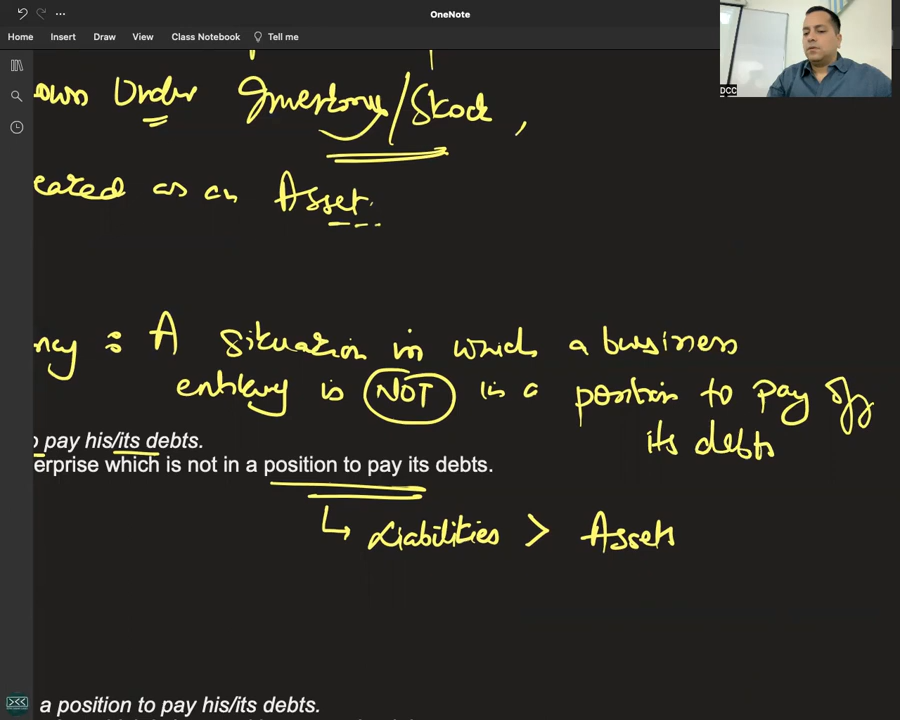 OneNote
Home Insert Draw View Class Notebook Tell me
DCC
own Under Inventory/Stock,
eated as an Asset.
ncy : A situation in which a business
entity is NOT in a position to pay off
its debts
o pay his/its debts.
erprise which is not in a position to pay its debts.
↳ Liabilities > Assets
a position to pay his/its debts.